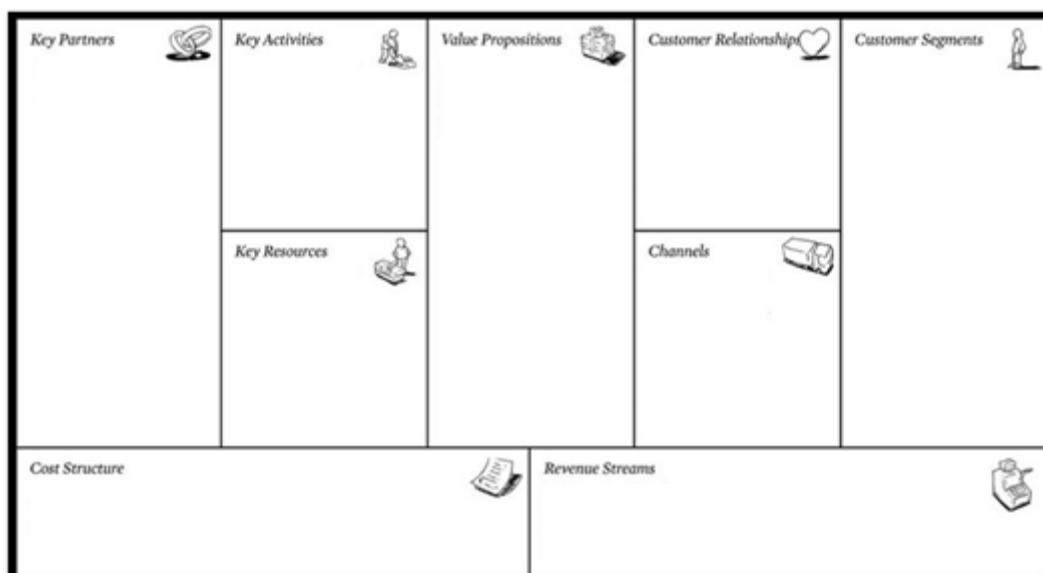 Key Partners
Key Activities
Value Propositions
Customer Relationships
Customer Segments
Key Resources
Channels
Cost Structure
Revenue Streams